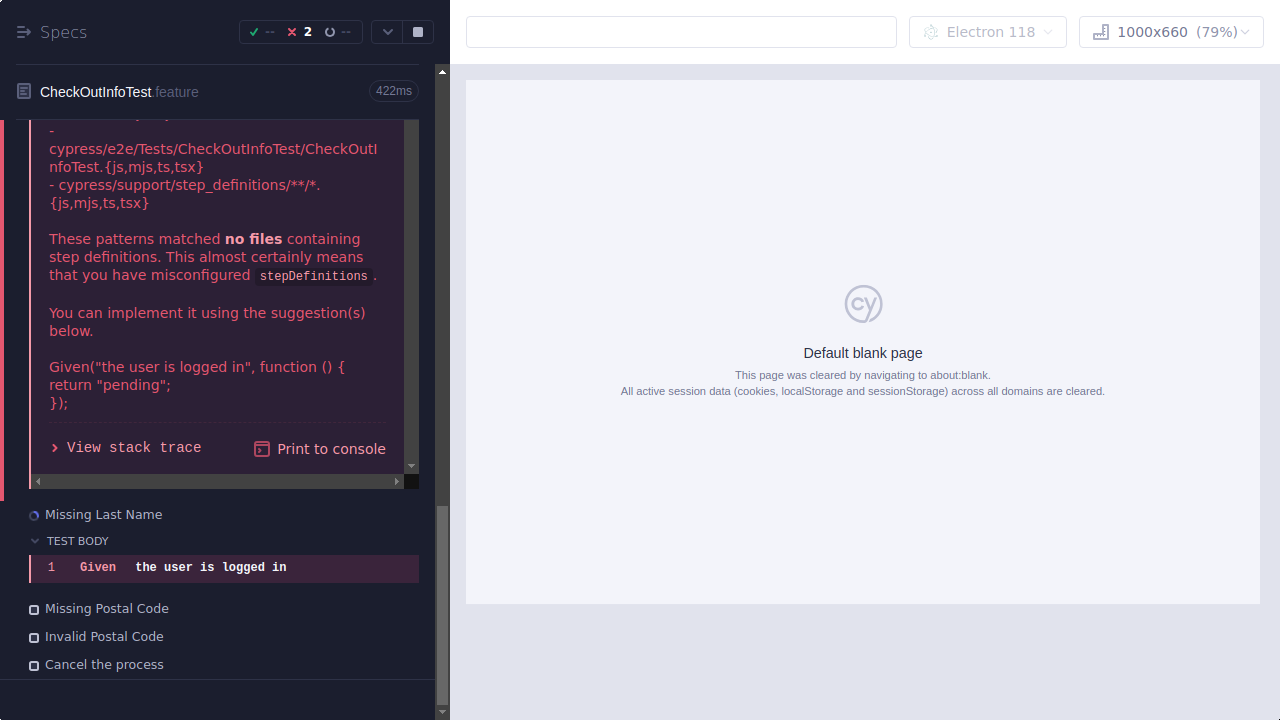 Specs
--
2
--
Electron 118
1000x660 (79%)
CheckOutInfoTest.feature
422ms
-
cypress/e2e/Tests/CheckOutInfoTest/CheckOutI
nfoTest.{js,mjs,ts,tsx}
- cypress/support/step_definitions/**/*.
{js,mjs,ts,tsx}
These patterns matched no files containing
step definitions. This almost certainly means
that you have misconfigured stepDefinitions.
You can implement it using the suggestion(s)
below.
Given("the user is logged in", function () {
return "pending";
});
View stack trace
Print to console
Missing Last Name
TEST BODY
1 Given the user is logged in
Missing Postal Code
Invalid Postal Code
Cancel the process
cy
Default blank page
This page was cleared by navigating to about:blank.
All active session data (cookies, localStorage and sessionStorage) across all domains are cleared.